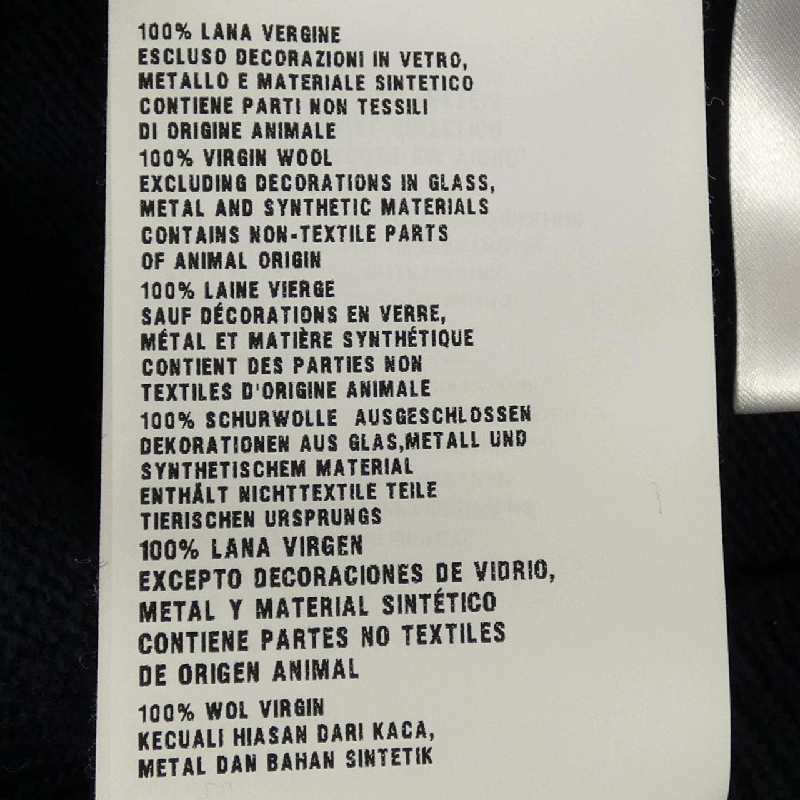 100% LANA VERGINE
ESCLUSO DECORAZIONI IN VETRO,
METALLO E MATERIALE SINTETICO
CONTIENE PARTI NON TESSILI
DI ORIGINE ANIMALE
100% VIRGIN WOOL
EXCLUDING DECORATIONS IN GLASS,
METAL AND SYNTHETIC MATERIALS
CONTAINS NON-TEXTILE PARTS
OF ANIMAL ORIGIN
100% LAINE VIERGE
SAUF DÉCORATIONS EN VERRE,
MÉTAL ET MATIÈRE SYNTHÉTIQUE
CONTIENT DES PARTIES NON
TEXTILES D'ORIGINE ANIMALE
100% SCHURWOLLE AUSGESCHLOSSEN
DEKORATIONEN AUS GLAS,METALL UND
SYNTHETISCHEM MATERIAL
ENTHÄLT NICHTTEXTILE TEILE
TIERISCHEN URSPRUNGS
100% LANA VIRGEN
EXCEPTO DECORACIONES DE VIDRIO,
METAL Y MATERIAL SINTÉTICO
CONTIENE PARTES NO TEXTILES
DE ORIGEN ANIMAL
100% WOL VIRGIN
KECUALI HIASAN DARI KACA,
METAL DAN BAHAN SINTETIK